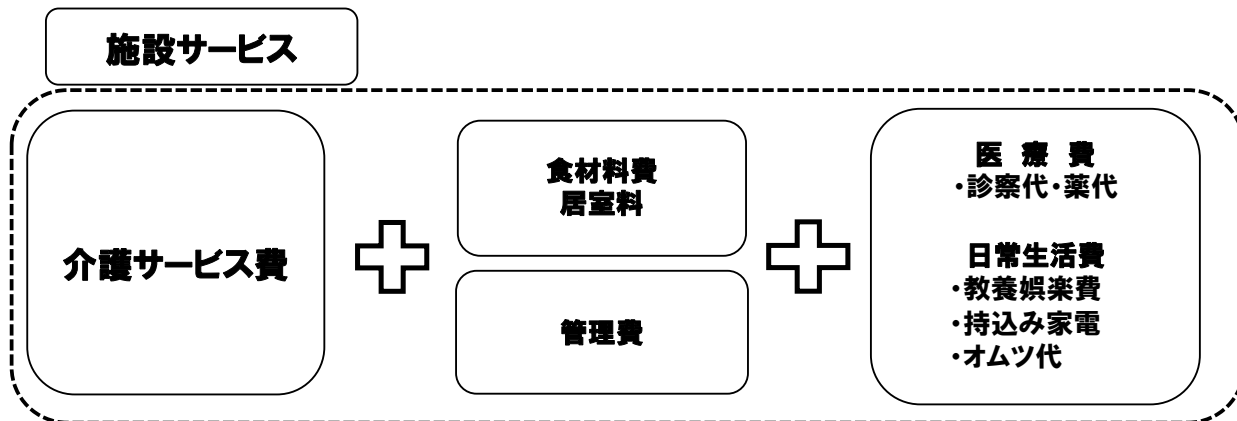 施設サービス
介護サービス費
食材料費
居室料
管理費
医 療 費
・診察代・薬代
日常生活費
・教養娯楽費
・持込み家電
・オムツ代